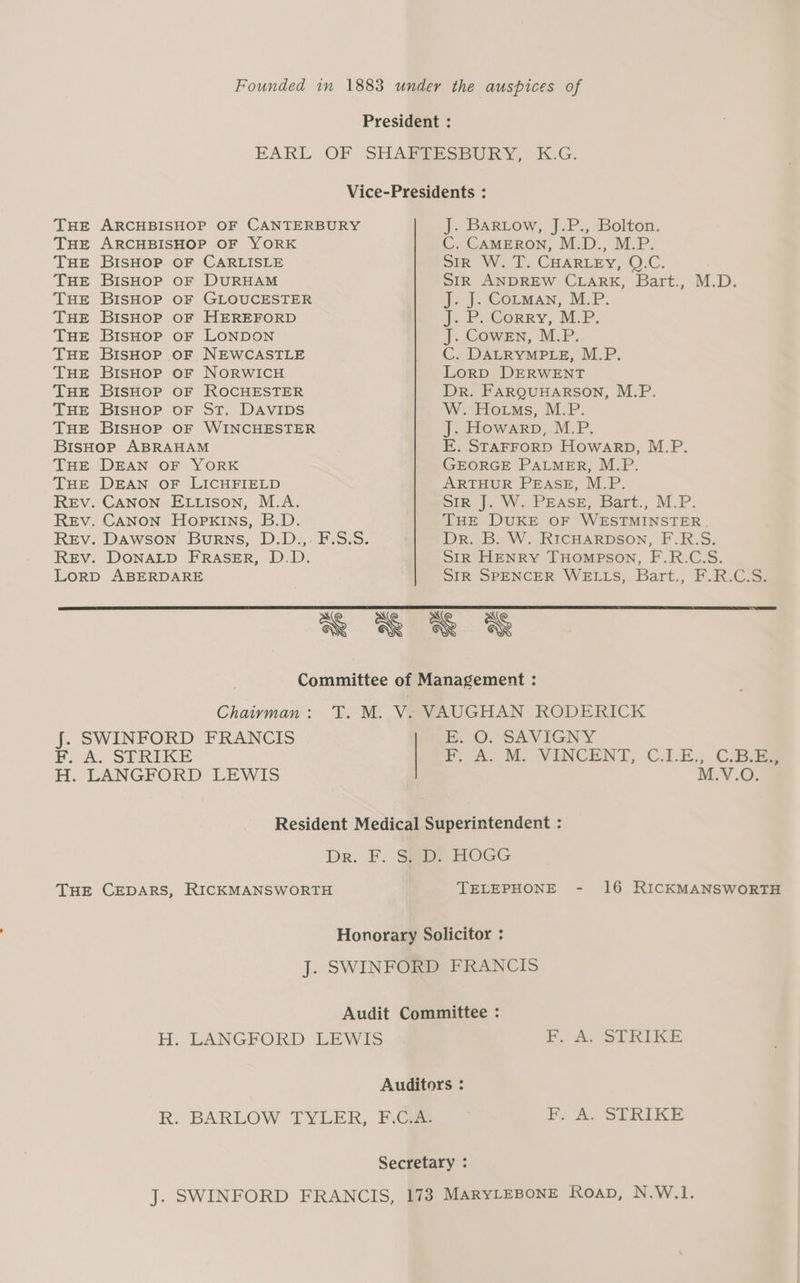 Founded in 1883 under the auspices of
President :
EARL OF SHAFTESBURY, K.G.
Vice-Presidents :
THE ARCHBISHOP OF CANTERBURY
THE ARCHBISHOP OF YORK
THE BISHOP OF CARLISLE
THE BISHOP OF DURHAM
THE BISHOP OF GLOUCESTER
THE BISHOP OF HEREFORD
THE BISHOP OF LONDON
THE BISHOP OF NEWCASTLE
THE BISHOP OF NORWICH
THE BISHOP OF ROCHESTER
THE BISHOP OF ST. DAVIDS
THE BISHOP OF WINCHESTER
BISHOP ABRAHAM
THE DEAN OF YORK
THE DEAN OF LICHFIELD
REV. CANON ELLISON, M.A.
REV. CANON HOPKINS, B.D.
REV. DAWSON BURNS, D.D., F.S.S.
REV. DONALD FRASER, D.D.
LORD ABERDARE
J. BARLOW, J.P., Bolton.
C. CAMERON, M.D., M.P.
SIR W. T. CHARLEY, Q.C.
SIR ANDREW CLARK, Bart., M.D.
J. J. COLMAN, M.P.
J. P. CORRY, M.P.
J. COWEN, M.P.
C. DALRYMPLE, M.P.
LORD DERWENT
DR. FARQUHARSON, M.P.
W. HOLMS, M.P.
J. HOWARD, M.P.
E. STAFFORD HOWARD, M.P.
GEORGE PALMER, M.P.
ARTHUR PEASE, M.P.
SIR J. W. PEASE, Bart., M.P.
THE DUKE OF WESTMINSTER.
DR. B. W. RICHARDSON, F.R.S.
SIR HENRY THOMPSON, F.R.C.S.
SIR SPENCER WELLS, Bart., F.R.C.S.
Committee of Management :
Chairman : T. M. V. VAUGHAN RODERICK
J. SWINFORD FRANCIS
F. A. STRIKE
H. LANGFORD LEWIS
E. O. SAVIGNY
F. A. M. VINCENT, C.I.E., C.B.E.,
M.V.O.
Resident Medical Superintendent :
DR. F. S. D. HOGG
THE CEDARS, RICKMANSWORTH TELEPHONE - 16 RICKMANSWORTH
Honorary Solicitor :
J. SWINFORD FRANCIS
Audit Committee :
H. LANGFORD LEWIS F. A. STRIKE
Auditors :
R. BARLOW TYLER, F.C.A. F. A. STRIKE
Secretary :
J. SWINFORD FRANCIS, 173 MARYLEBONE ROAD, N.W.1.